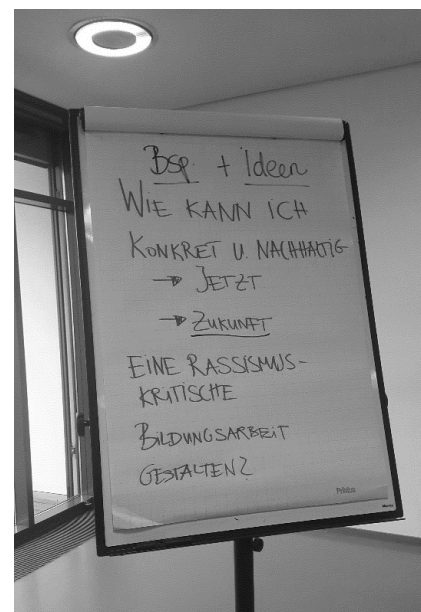 Bsp. + Ideen
WIE KANN ICH
KONKRET U. NACHHALTIG
→ JETZT
→ ZUKUNFT
EINE RASSISMUS-
KRITISCHE
BILDUNGSARBEIT
GESTALTEN?